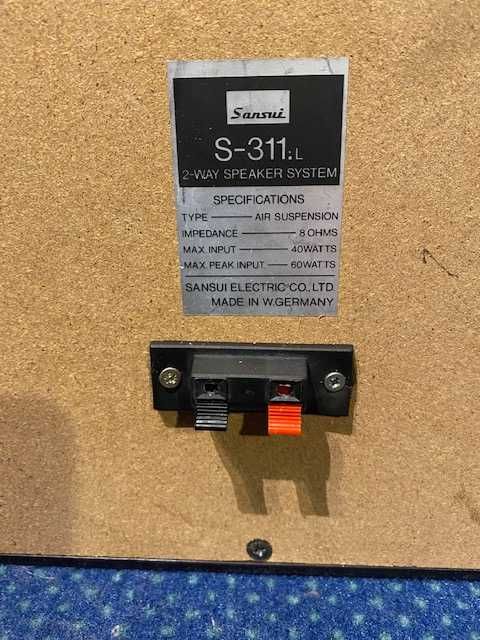 Sansui
S-311:L
2-WAY SPEAKER SYSTEM
SPECIFICATIONS
TYPE — AIR SUSPENSION
IMPEDANCE — 8 OHMS
MAX. INPUT — 40WATTS
MAX. PEAK INPUT — 60WATTS
SANSUI ELECTRIC CO., LTD.
MADE IN W.GERMANY